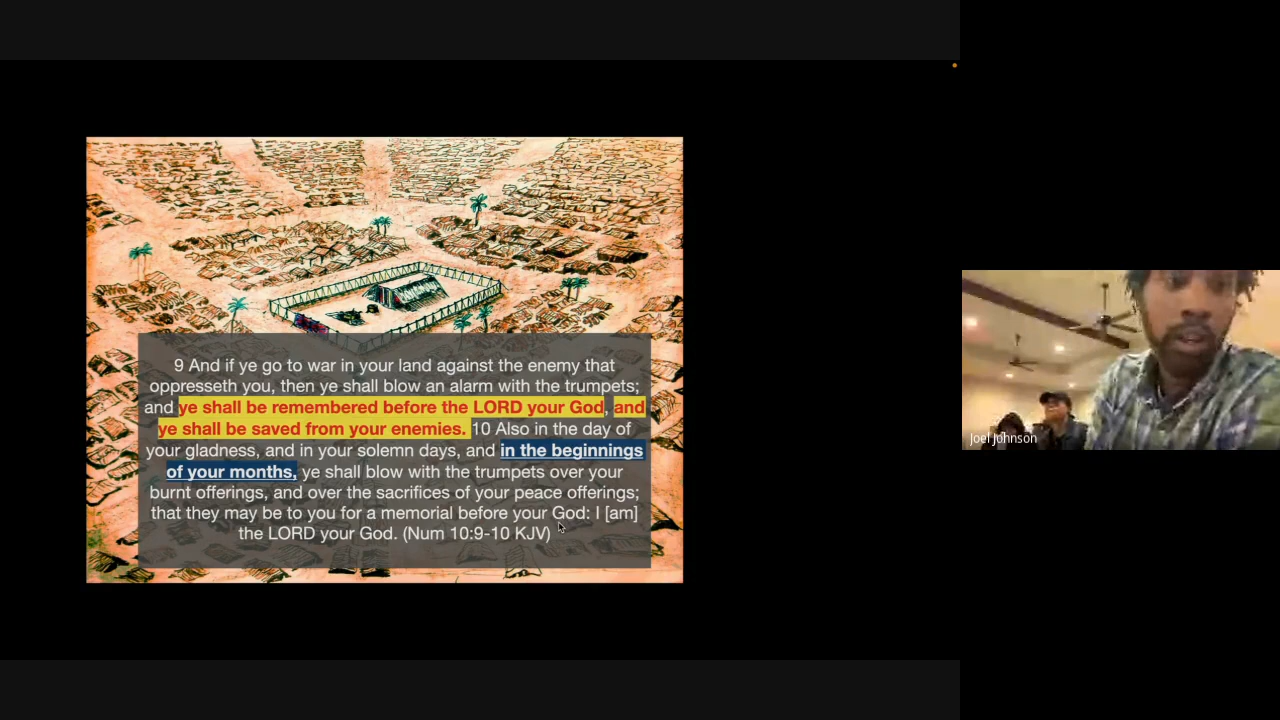 9 And if ye go to war in your land against the enemy that
oppresseth you, then ye shall blow an alarm with the trumpets;
and ye shall be remembered before the LORD your God, and
ye shall be saved from your enemies. 10 Also in the day of
your gladness, and in your solemn days, and in the beginnings
of your months, ye shall blow with the trumpets over your
burnt offerings, and over the sacrifices of your peace offerings;
that they may be to you for a memorial before your God: I [am]
the LORD your God. (Num 10:9-10 KJV)
Joel Johnson